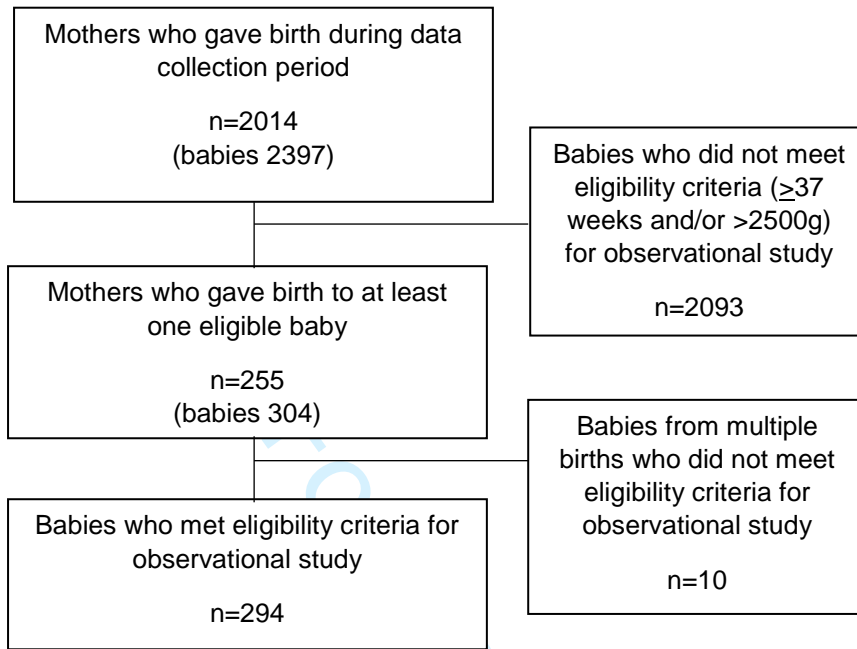 Mothers who gave birth during data
collection period
n=2014
(babies 2397)
Babies who did not meet
eligibility criteria (≥37
weeks and/or >2500g)
for observational study
n=2093
Mothers who gave birth to at least
one eligible baby
n=255
(babies 304)
Babies from multiple
births who did not meet
eligibility criteria for
observational study
n=10
Babies who met eligibility criteria for
observational study
n=294